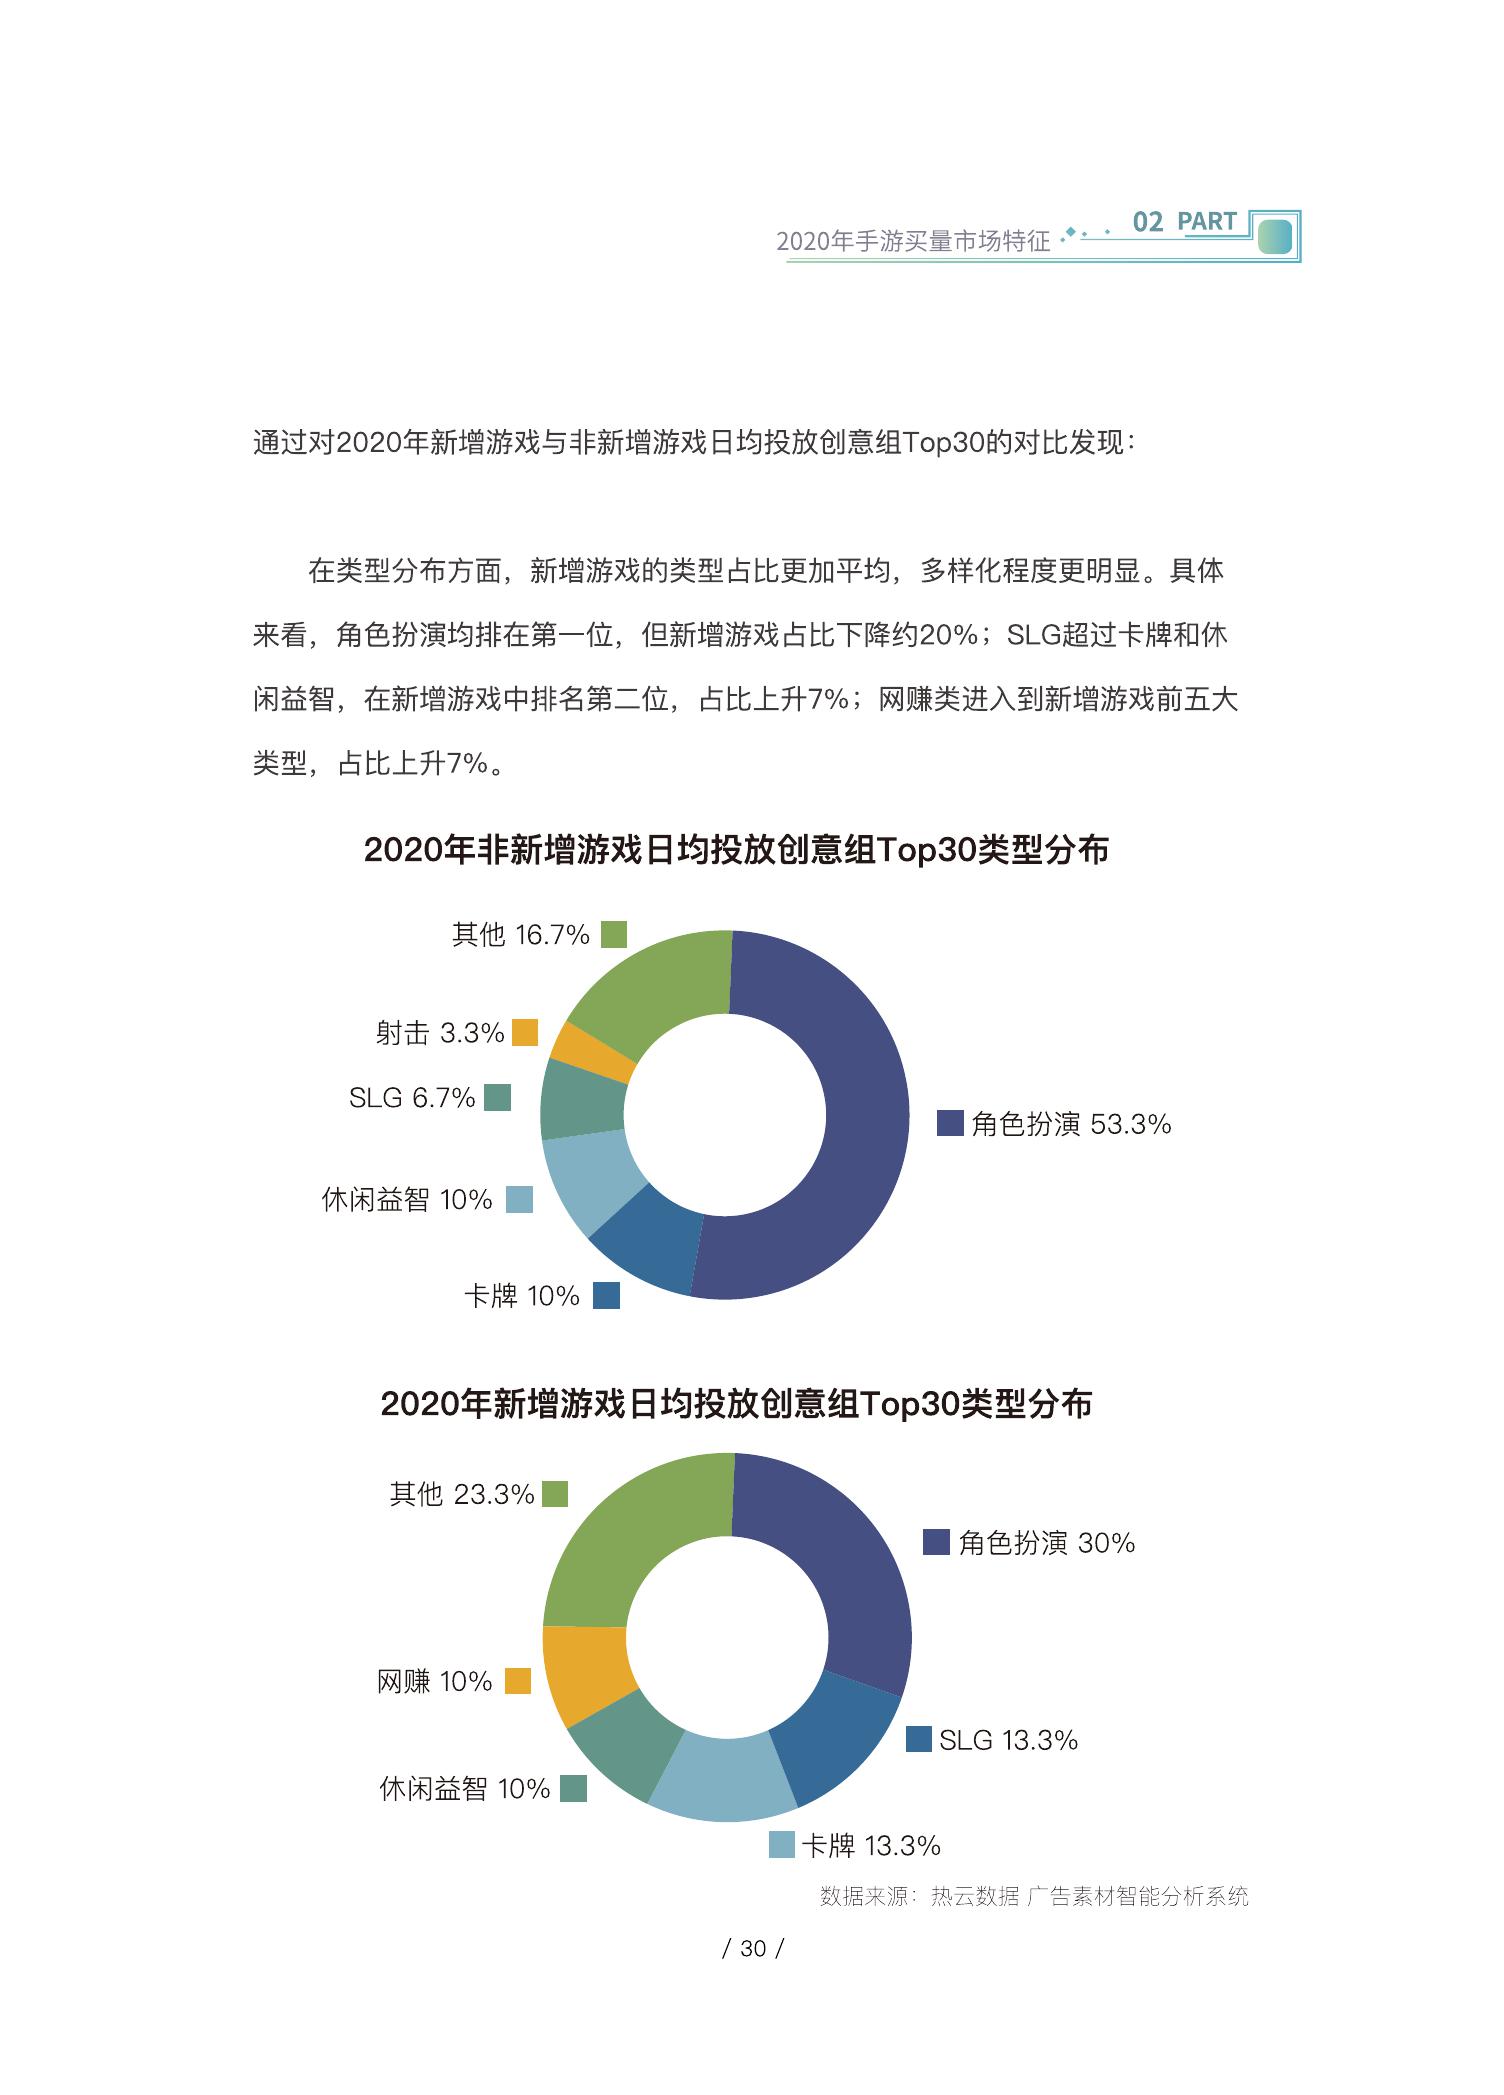 2020年手游买量市场特征
02 PART
通过对2020年新增游戏与非新增游戏日均投放创意组Top30的对比发现：
在类型分布方面，新增游戏的类型占比更加平均，多样化程度更明显。具体
来看，角色扮演均排在第一位，但新增游戏占比下降约20%；SLG超过卡牌和休
闲益智，在新增游戏中排名第二位，占比上升7%；网赚类进入到新增游戏前五大
类型，占比上升7%。
2020年非新增游戏日均投放创意组Top30类型分布
其他 16.7%
射击 3.3%
SLG 6.7%
角色扮演 53.3%
休闲益智 10%
卡牌 10%
2020年新增游戏日均投放创意组Top30类型分布
其他 23.3%
角色扮演 30%
网赚 10%
SLG 13.3%
休闲益智 10%
卡牌 13.3%
数据来源：热云数据 广告素材智能分析系统
/ 30 /